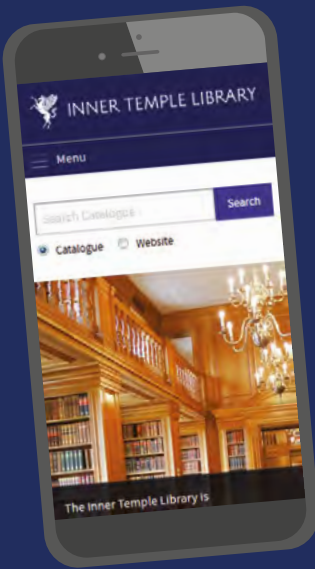 INNER TEMPLE LIBRARY
Menu
Search Catalogue
Search
Catalogue Website
The Inner Temple Library is